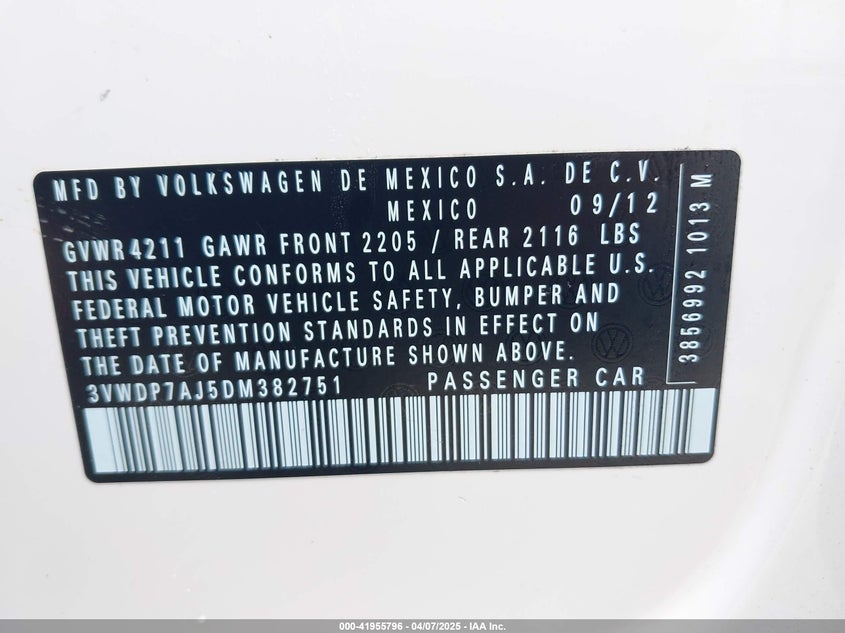 MFD BY VOLKSWAGEN DE MEXICO S.A. DE C.V.
MEXICO 09/12
GVWR 4211 GAWR FRONT 2205 / REAR 2116 LBS
THIS VEHICLE CONFORMS TO ALL APPLICABLE U.S.
FEDERAL MOTOR VEHICLE SAFETY, BUMPER AND
THEFT PREVENTION STANDARDS IN EFFECT ON
THE DATE OF MANUFACTURE SHOWN ABOVE.
3VWDP7AJ5DM382751 PASSENGER CAR
3856992 1013 M
000-41955796 - 04/07/2025 - IAA Inc.